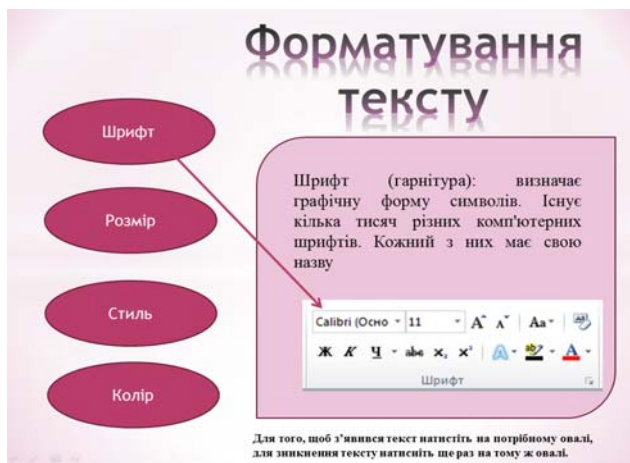 Форматування
тексту
Шрифт
Розмір
Стиль
Колір
Шрифт (гарнітура): визначає
графічну форму символів. Існує
кілька тисяч різних комп'ютерних
шрифтів. Кожний з них має свою
назву
Calibri (Осно 11 A A Aa
Ж К Ч abc x₂ x² A ab A
Шрифт
Для того, щоб з’явився текст натистіть на потрібному овалі,
для зникнення тексту натисніть ще раз на тому ж овалі.